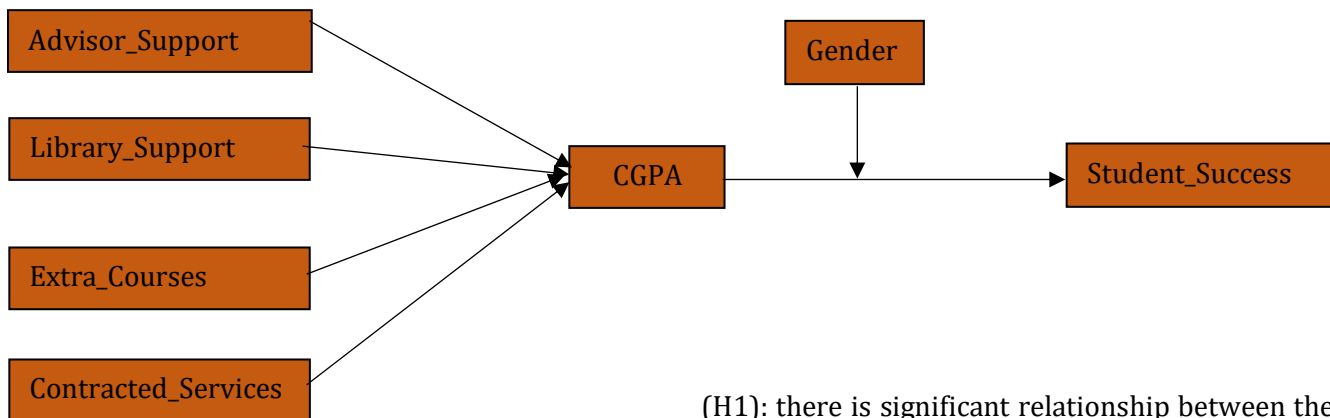 Advisor_Support
Gender
Library_Support
CGPA
Student_Success
Extra_Courses
Contracted_Services
(H1): there is significant relationship between the